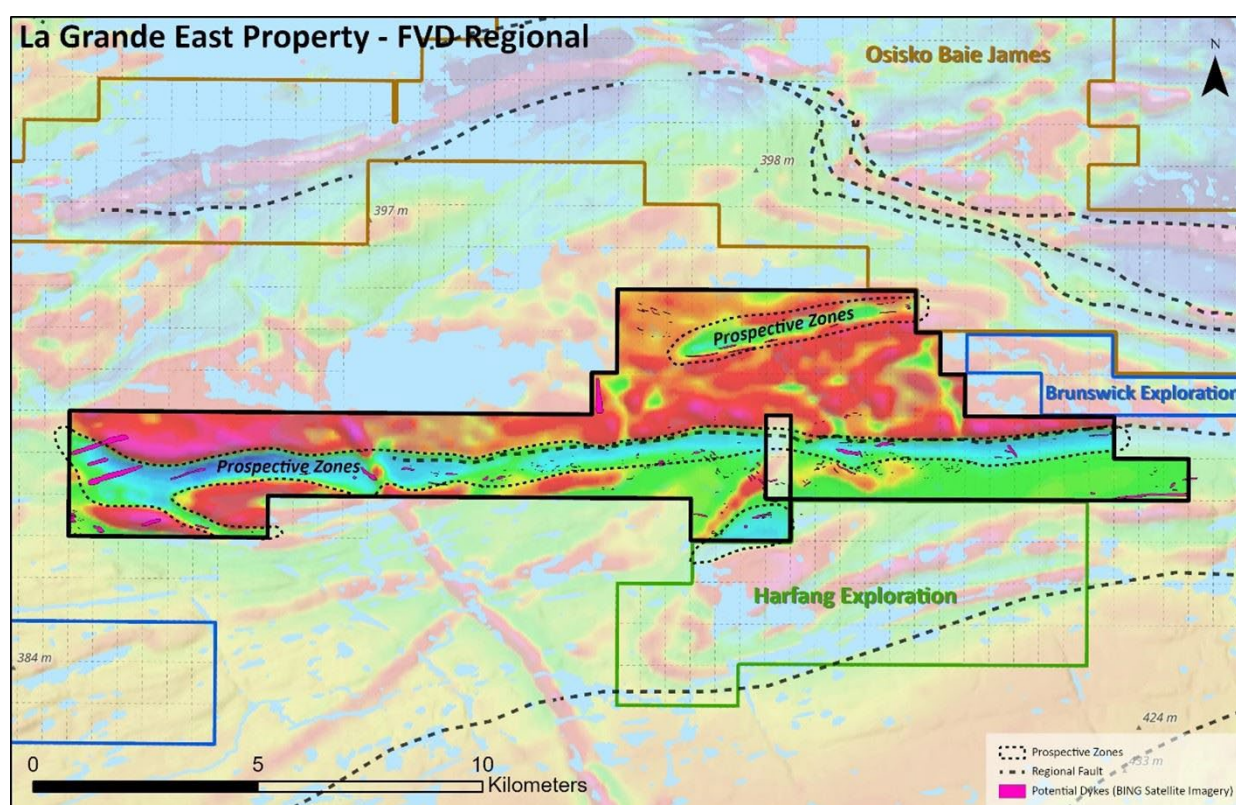 La Grande East Property - FVD Regional
Osisko Baie James
N
398 m
397 m
Prospective Zones
Brunswick Exploration
Prospective Zones
Harfang Exploration
384 m
424 m
433 m
0 5 10
Kilometers
Prospective Zones
Regional Fault
Potential Dykes (BING Satellite Imagery)